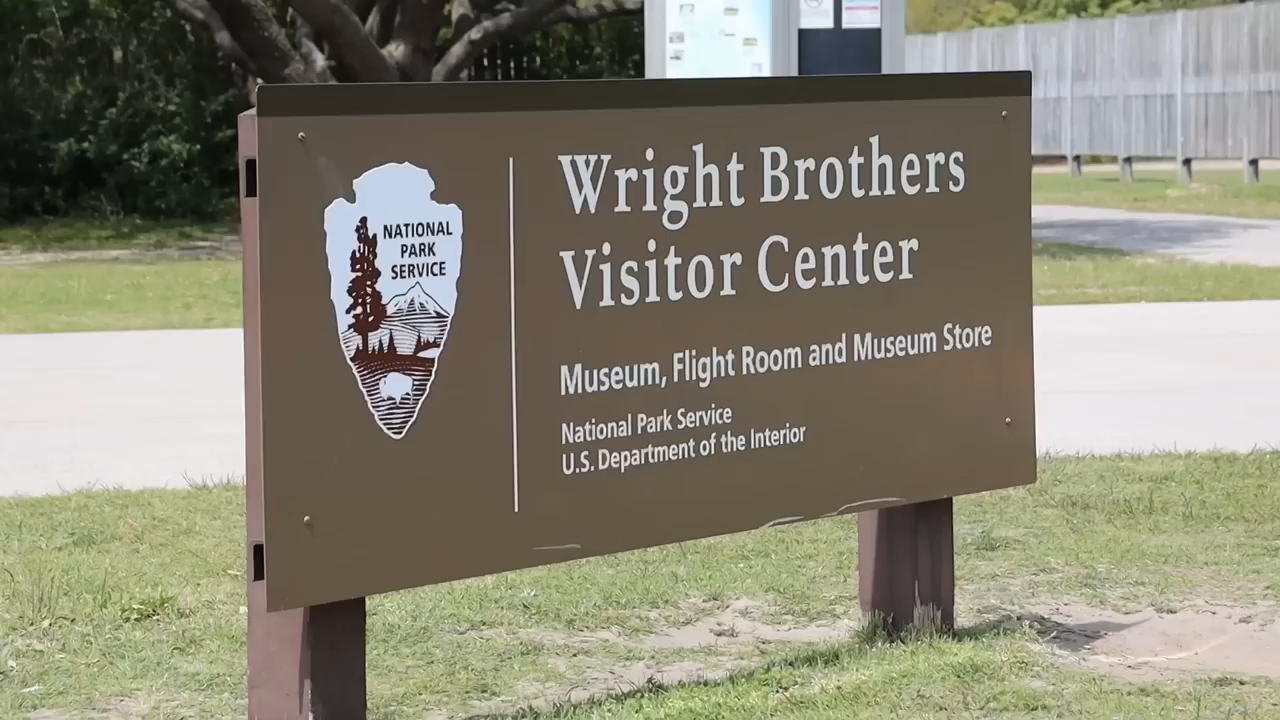 NATIONAL
PARK
SERVICE
Wright Brothers
Visitor Center
Museum, Flight Room and Museum Store
National Park Service
U.S. Department of the Interior